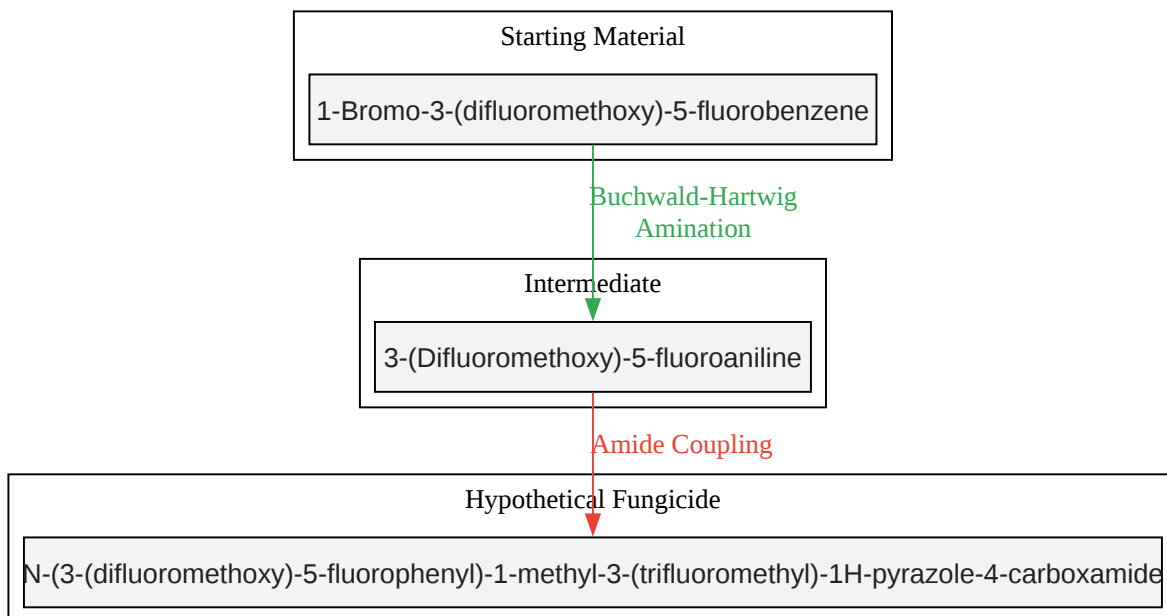 Starting Material
1-Bromo-3-(difluoromethoxy)-5-fluorobenzene
Buchwald-Hartwig
Amination
Intermediate
3-(Difluoromethoxy)-5-fluoroaniline
Amide Coupling
Hypothetical Fungicide
N-(3-(difluoromethoxy)-5-fluorophenyl)-1-methyl-3-(trifluoromethyl)-1H-pyrazole-4-carboxamide